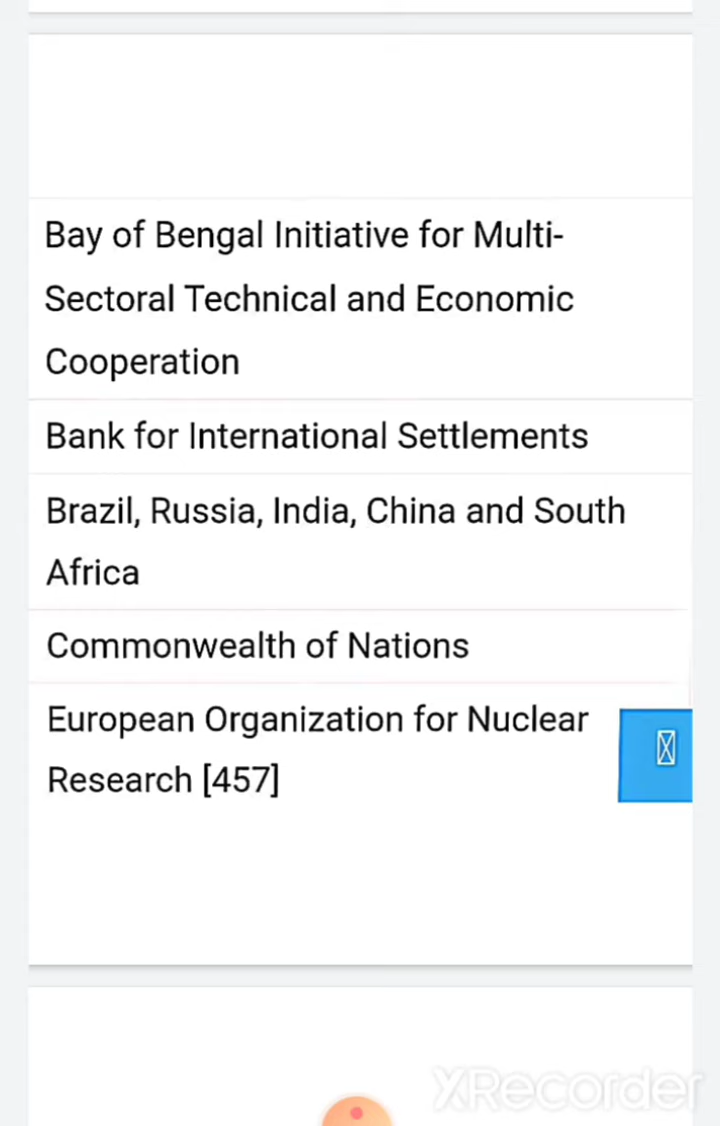 Bay of Bengal Initiative for Multi-
Sectoral Technical and Economic
Cooperation
Bank for International Settlements
Brazil, Russia, India, China and South
Africa
Commonwealth of Nations
European Organization for Nuclear
Research [457]
XRecorder